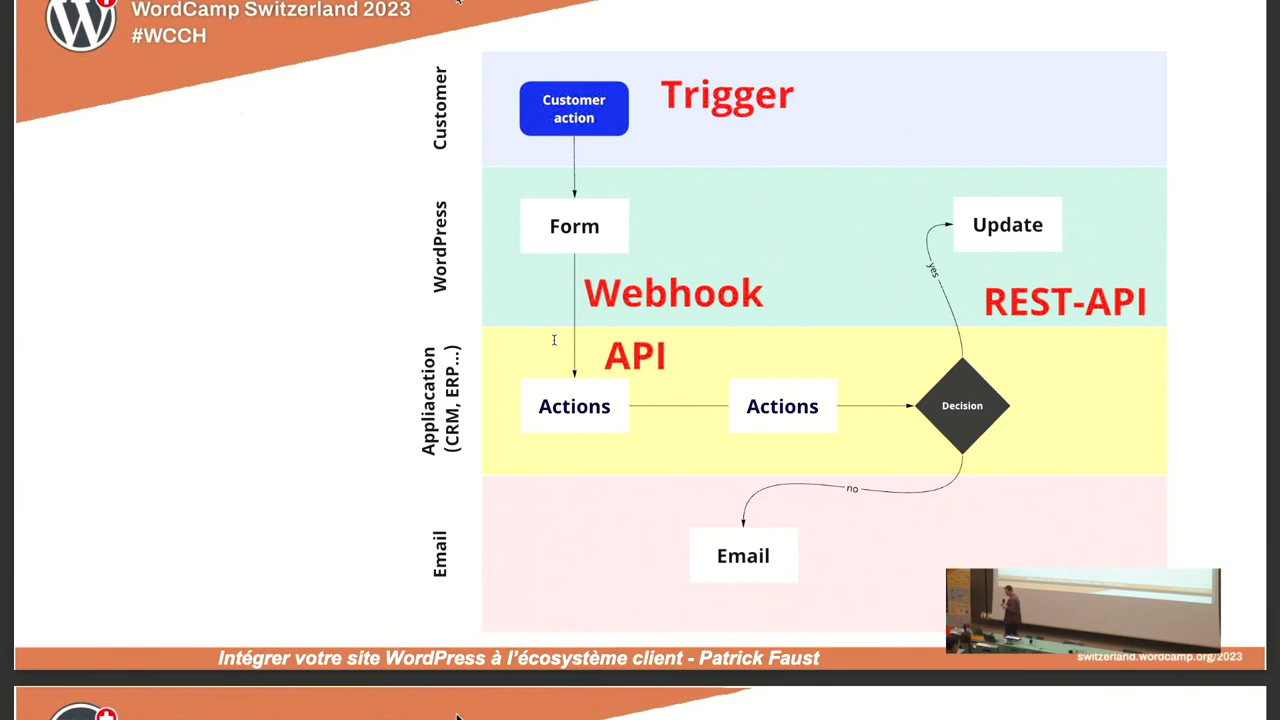 WordCamp Switzerland 2023
#WCCH
Customer
Customer
action
Trigger
WordPress
Form
Update
yes
Webhook
REST-API
Appliacation
(CRM, ERP...)
API
Actions
Actions
Decision
no
Email
Email
Intégrer votre site WordPress à l'écosystème client - Patrick Faust
switzerland.wordcamp.org/2023